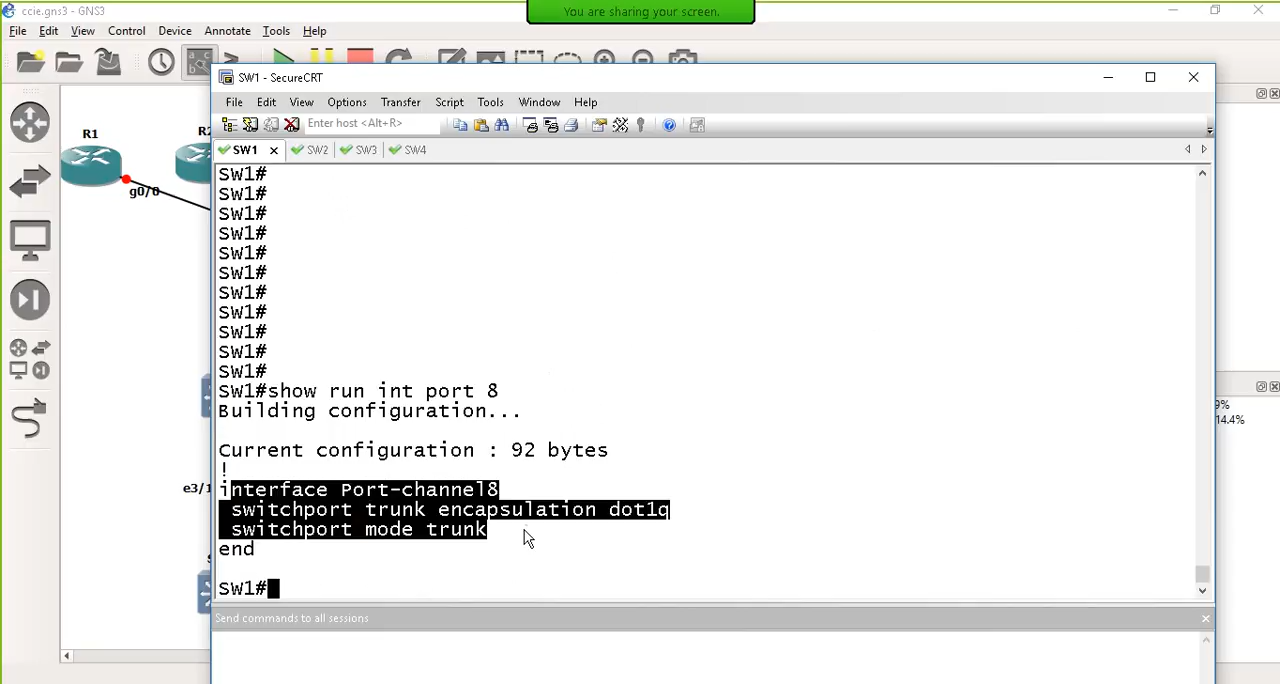 You are sharing your screen.
ccie.gns3 - GNS3
File Edit View Control Device Annotate Tools Help
SW1 - SecureCRT
File Edit View Options Transfer Script Tools Window Help
Enter host <Alt+R>
SW1 SW2 SW3 SW4
R1
g0/0
e3/1
SW1#
SW1#
SW1#
SW1#
SW1#
SW1#
SW1#
SW1#
SW1#
SW1#
SW1#
SW1#show run int port 8
Building configuration...
Current configuration : 92 bytes
!
interface Port-channel8
switchport trunk encapsulation dot1q
switchport mode trunk
end
SW1#
Send commands to all sessions
9%
14.4%